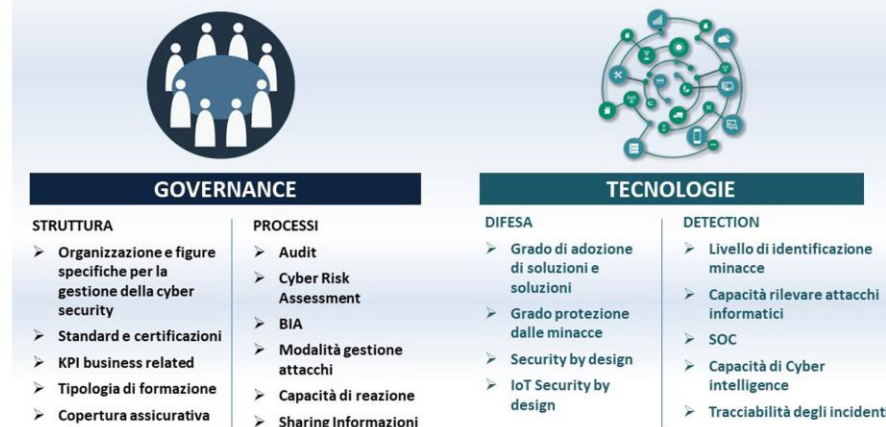 GOVERNANCE
STRUTTURA
➢ Organizzazione e figure
specifiche per la
gestione della cyber
security
➢ Standard e certificazioni
➢ KPI business related
➢ Tipologia di formazione
➢ Copertura assicurativa
PROCESSI
➢ Audit
➢ Cyber Risk
Assessment
➢ BIA
➢ Modalità gestione
attacchi
➢ Capacità di reazione
➢ Sharing Informazioni
TECNOLOGIE
DIFESA
➢ Grado di adozione
di soluzioni e
soluzioni
➢ Grado protezione
dalle minacce
➢ Security by design
➢ IoT Security by
design
DETECTION
➢ Livello di identificazione
minacce
➢ Capacità rilevare attacchi
informatici
➢ SOC
➢ Capacità di Cyber
intelligence
➢ Tracciabilità degli incidenti